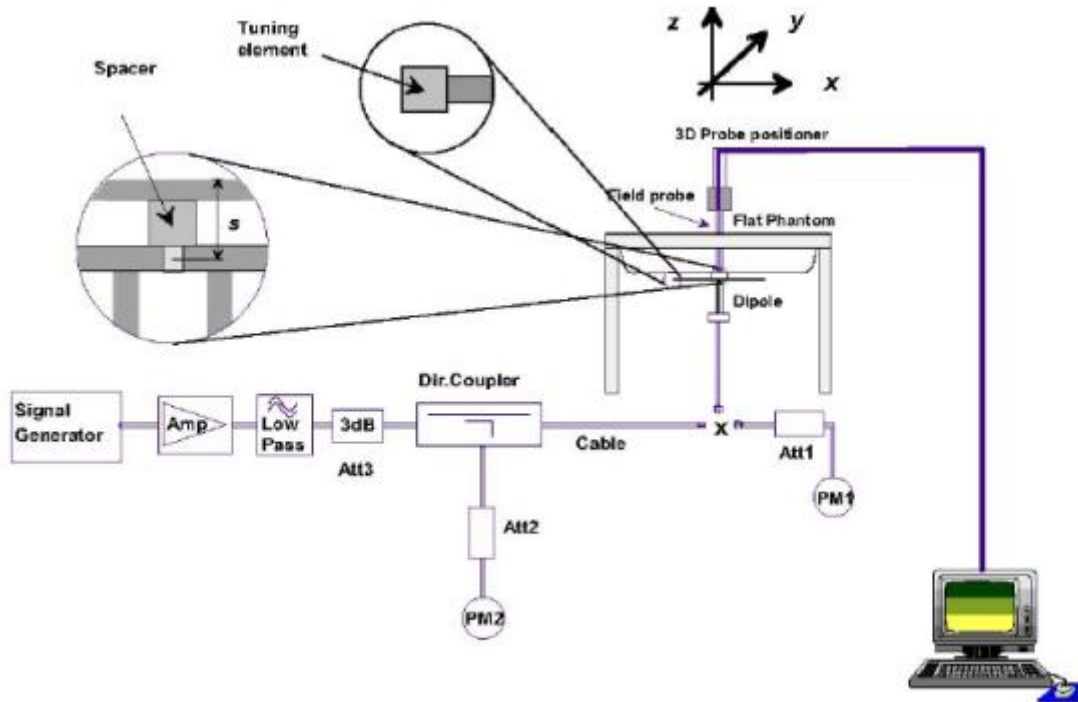 Tuning
element
Spacer
s
z
y
x
3D Probe positioner
Field probe
Flat Phantom
Dipole
Dir.Coupler
Signal
Generator
Amp
Low
Pass
3dB
Att3
Cable
x
Att1
PM1
Att2
PM2